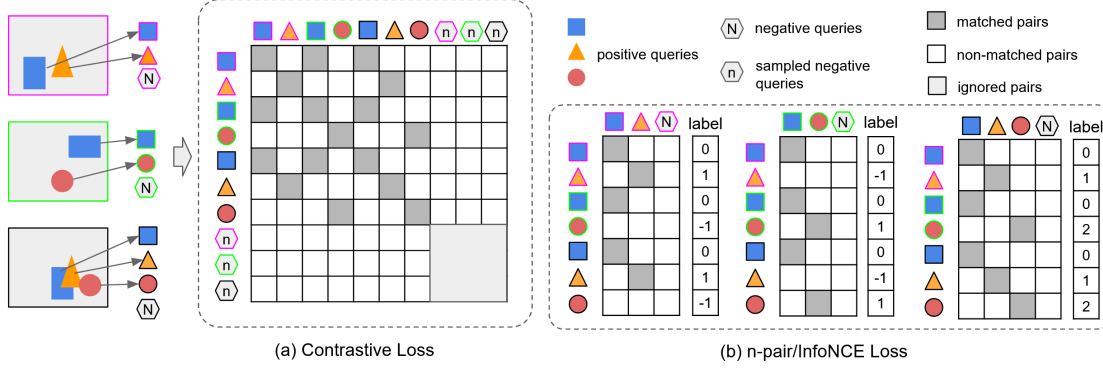 N
N
N
n n n
n
n
n
(a) Contrastive Loss
positive queries
N negative queries
n sampled negative
queries
matched pairs
non-matched pairs
ignored pairs
N label
0
1
0
-1
0
1
-1
N label
0
-1
0
1
0
-1
1
N label
0
1
0
2
0
1
2
(b) n-pair/InfoNCE Loss